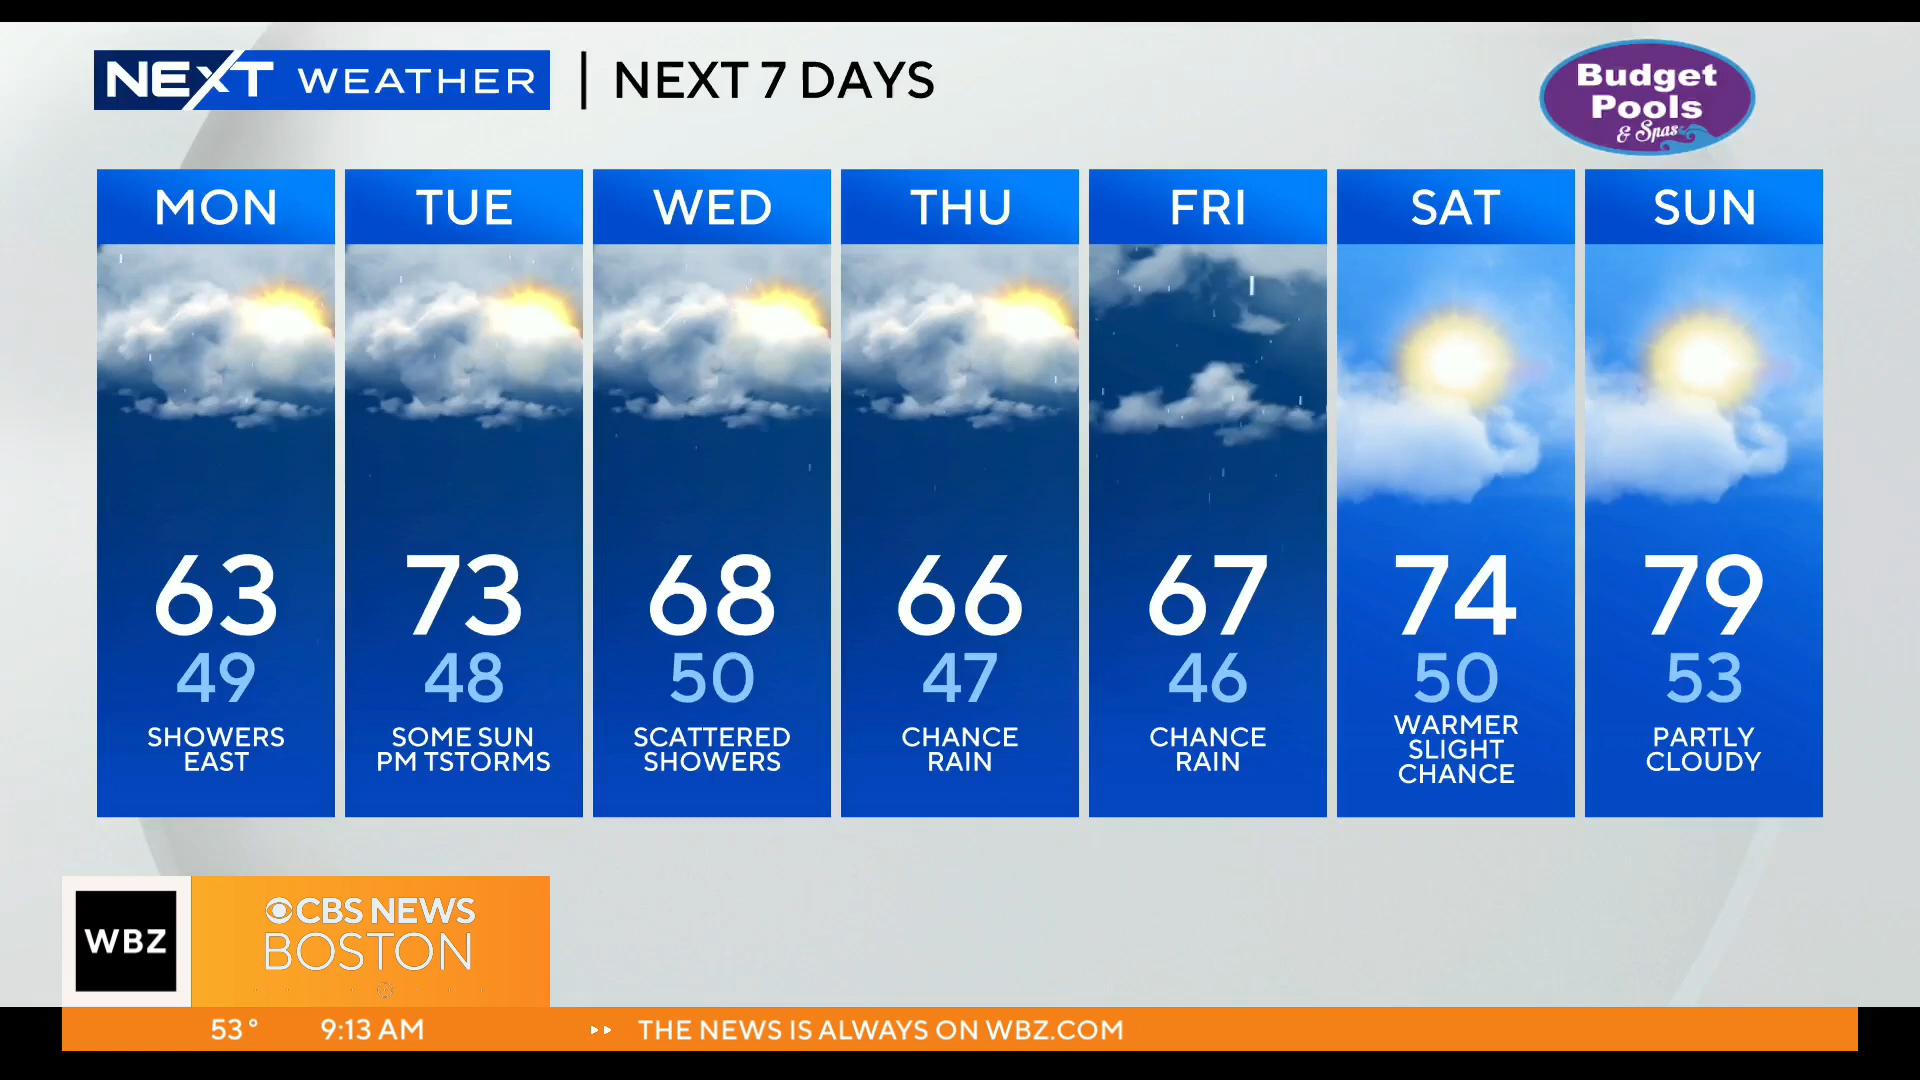 NEXT WEATHER | NEXT 7 DAYS
Budget
Pools
& Spas
MON TUE WED THU FRI SAT SUN
63 73 68 66 67 74 79
49 48 50 47 46 50 53
SHOWERS
EAST
SOME SUN
PM TSTORMS
SCATTERED
SHOWERS
CHANCE
RAIN
CHANCE
RAIN
WARMER
SLIGHT
CHANCE
PARTLY
CLOUDY
WBZ
CBS NEWS
BOSTON
53° 9:13 AM THE NEWS IS ALWAYS ON WBZ.COM